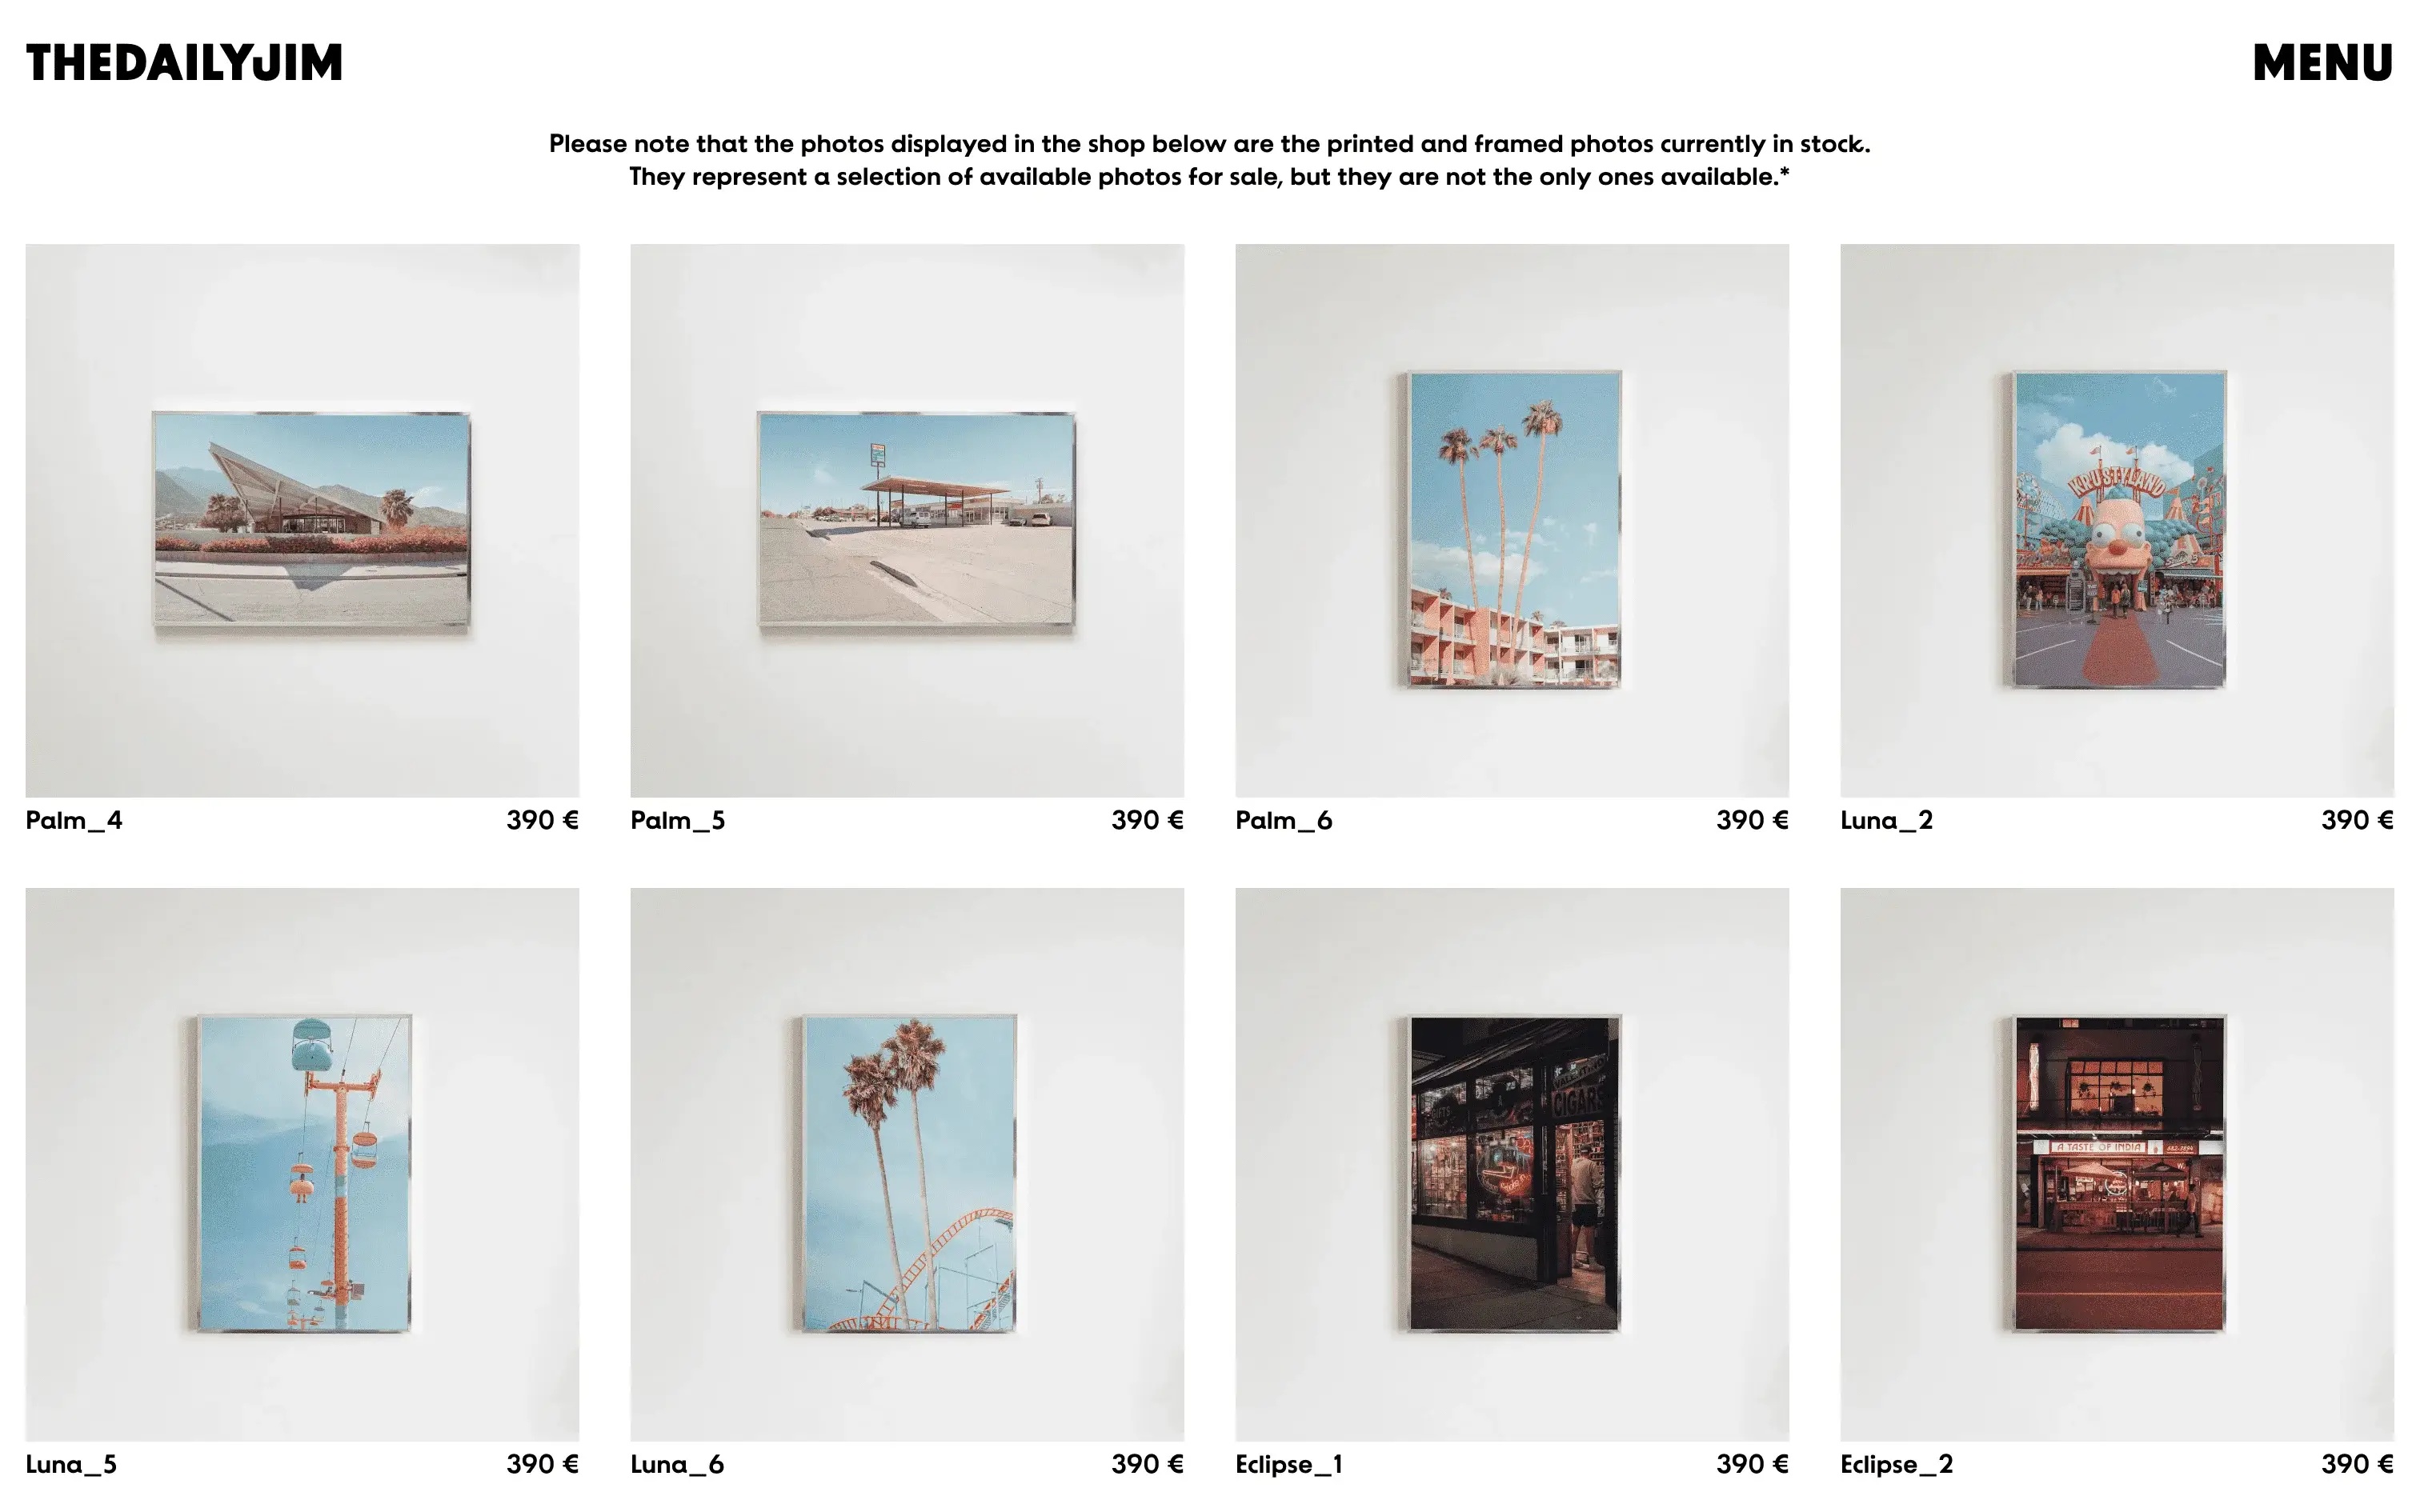 THEDAILYJIM
MENU
Please note that the photos displayed in the shop below are the printed and framed photos currently in stock.
They represent a selection of available photos for sale, but they are not the only ones available.*
KRUSTYLAND
Palm_4 390 €
Palm_5 390 €
Palm_6 390 €
Luna_2 390 €
GIFTS
CIGARS
A TASTE OF INDIA
Luna_5 390 €
Luna_6 390 €
Eclipse_1 390 €
Eclipse_2 390 €